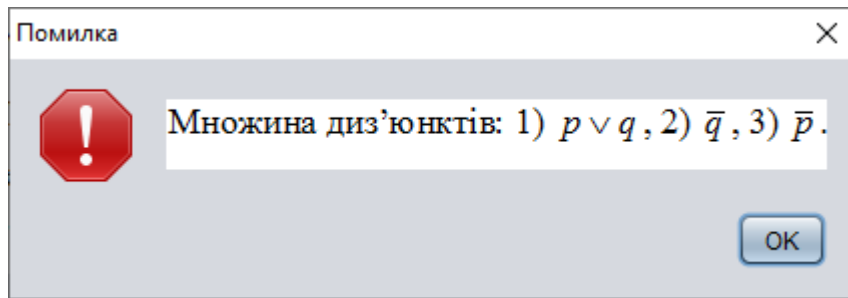 Помилка
Множина диз’юнктів: 1) p ∨ q , 2) q̅ , 3) p̅ .
OK